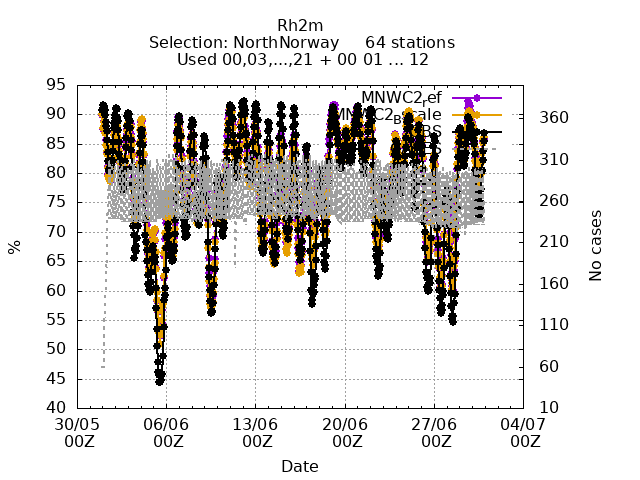 Rh2m
Selection: NorthNorway 64 stations
Used 00,03,...,21 + 00 01 ... 12
95
90
85
80
75
70
65
60
55
50
45
40
%
360
310
260
210
160
110
60
10
No cases
MNWC2ref
30/05 00Z
06/06 00Z
13/06 00Z
20/06 00Z
27/06 00Z
04/07 00Z
Date